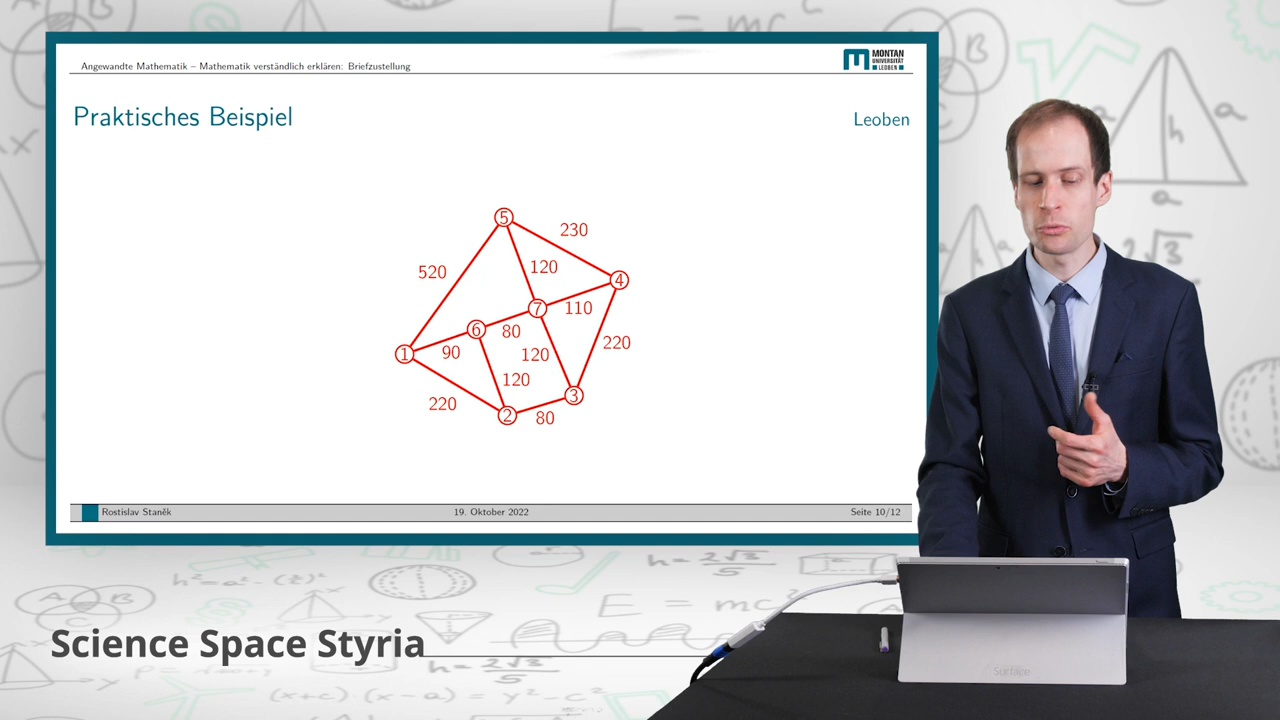 Angewandte Mathematik – Mathematik verständlich erklären: Briefzustellung
MONTAN
UNIVERSITÄT
LEOBEN
Praktisches Beispiel
Leoben
5
230
520
120
4
7
110
6
80
1
90
120
220
120
220
3
2
80
Rostislav Staněk
19. Oktober 2022
Seite 10/12
Science Space Styria
Surface
E = mc²
A
B
a
h
a
a